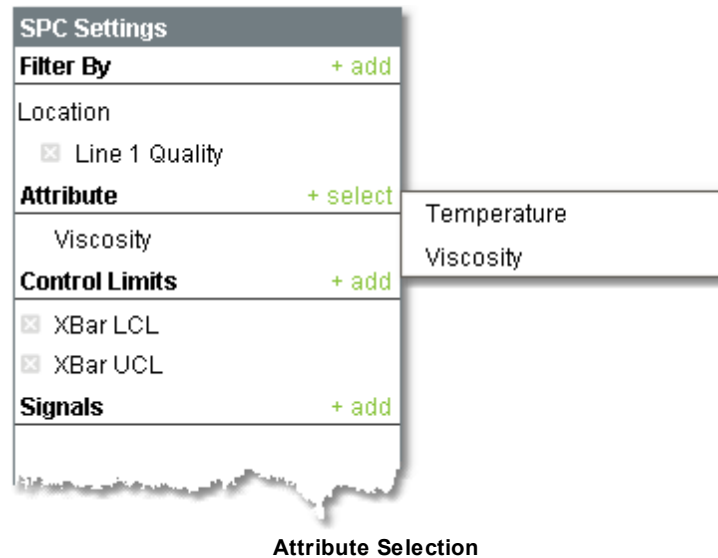 SPC Settings
Filter By + add
Location
Line 1 Quality
Attribute + select
Temperature
Viscosity
Viscosity
Control Limits + add
XBar LCL
XBar UCL
Signals + add
Attribute Selection